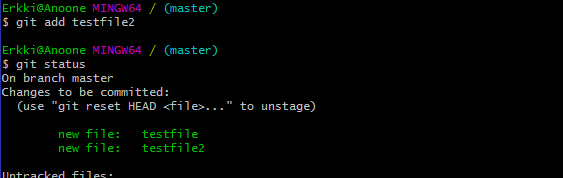 Erkki@Anoone MINGW64 / (master)
$ git add testfile2
Erkki@Anoone MINGW64 / (master)
$ git status
On branch master
Changes to be committed:
(use "git reset HEAD <file>..." to unstage)
new file: testfile
new file: testfile2
Untracked files: